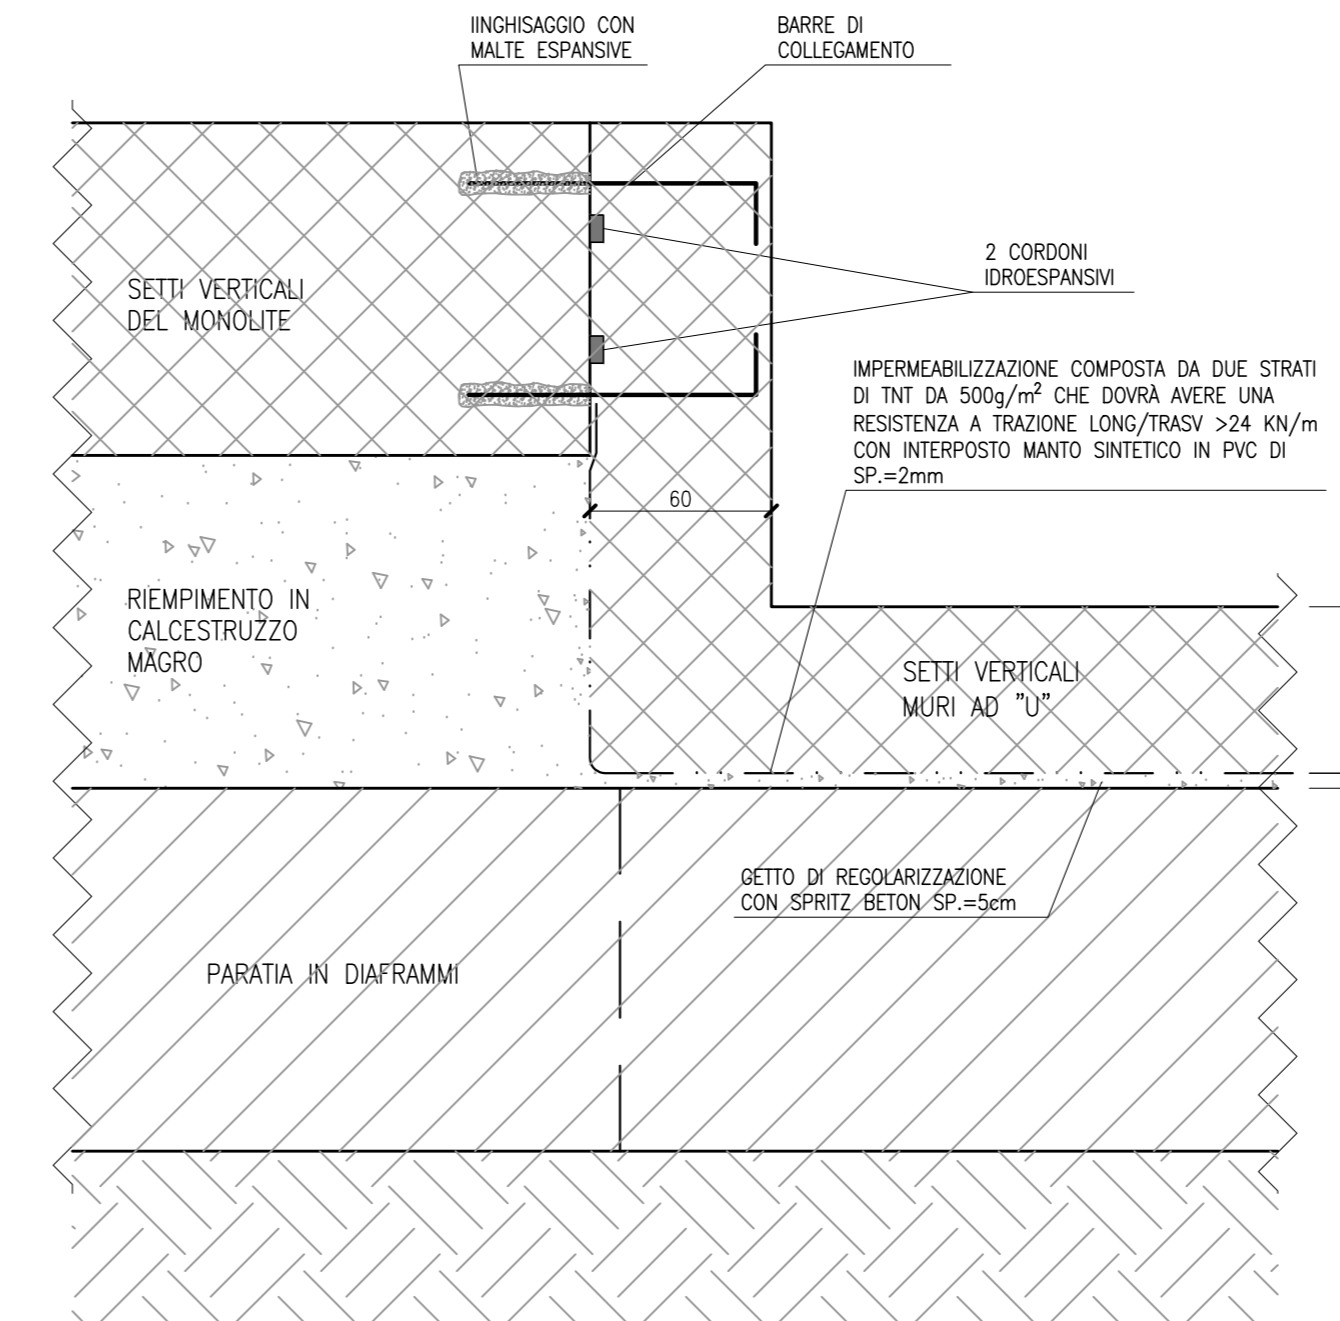 IINGHISAGGIO CON
MALTE ESPANSIVE
BARRE DI
COLLEGAMENTO
2 CORDONI
IDROESPANSIVI
SETTI VERTICALI
DEL MONOLITE
IMPERMEABILIZZAZIONE COMPOSTA DA DUE STRATI
DI TNT DA 500g/m² CHE DOVRÀ AVERE UNA
RESISTENZA A TRAZIONE LONG/TRASV >24 KN/m
CON INTERPOSTO MANTO SINTETICO IN PVC DI
SP.=2mm
60
RIEMPIMENTO IN
CALCESTRUZZO
MAGRO
SETTI VERTICALI
MURI AD "U"
GETTO DI REGOLARIZZAZIONE
CON SPRITZ BETON SP.=5cm
PARATIA IN DIAFRAMMI